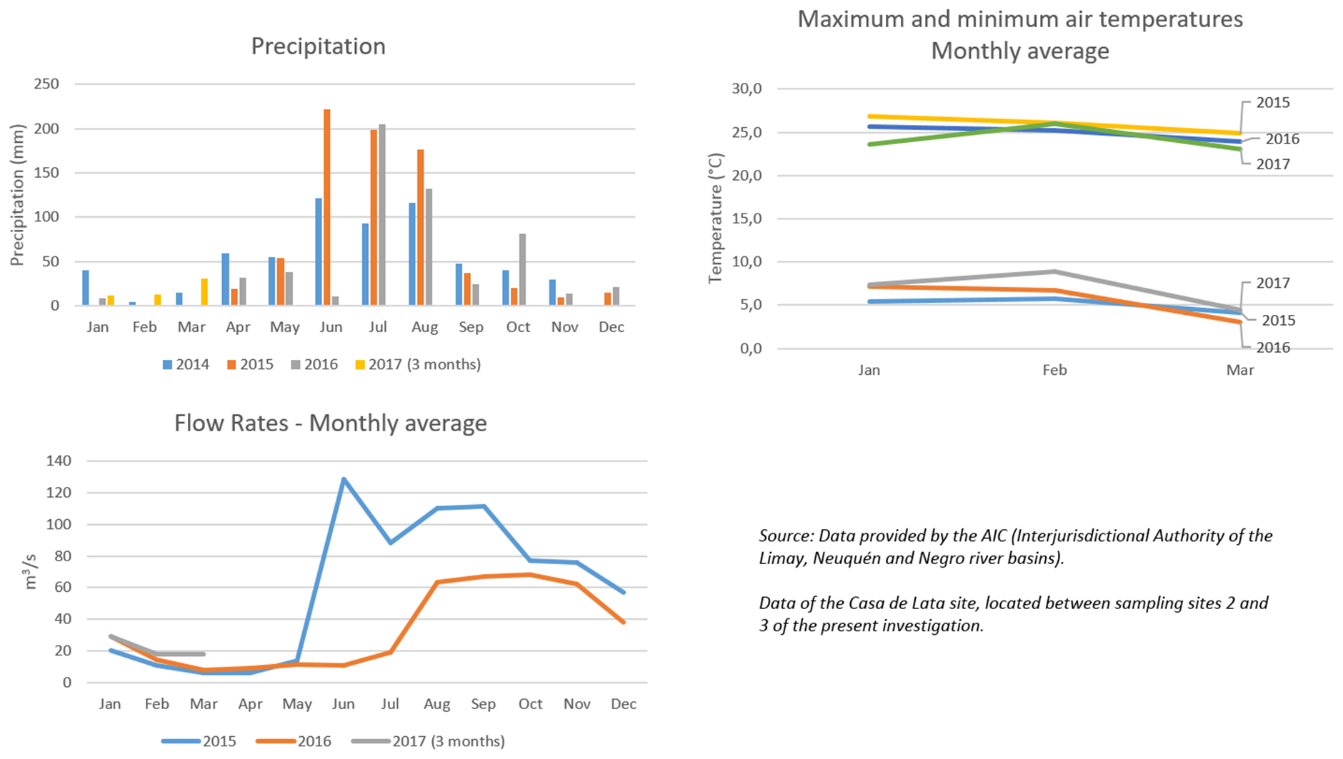 Precipitation
Precipitation (mm)
250
200
150
100
50
0
Jan Feb Mar Apr May Jun Jul Aug Sep Oct Nov Dec
2014 2015 2016 2017 (3 months)
Maximum and minimum air temperatures
Monthly average
Temperature (°C)
30,0
25,0
20,0
15,0
10,0
5,0
0,0
2015
2016
2017
2017
2015
2016
Jan Feb Mar
Flow Rates - Monthly average
m³/s
140
120
100
80
60
40
20
0
Jan Feb Mar Apr May Jun Jul Aug Sep Oct Nov Dec
2015 2016 2017 (3 months)
Source: Data provided by the AIC (Interjurisdictional Authority of the
Limay, Neuquén and Negro river basins).
Data of the Casa de Lata site, located between sampling sites 2 and
3 of the present investigation.